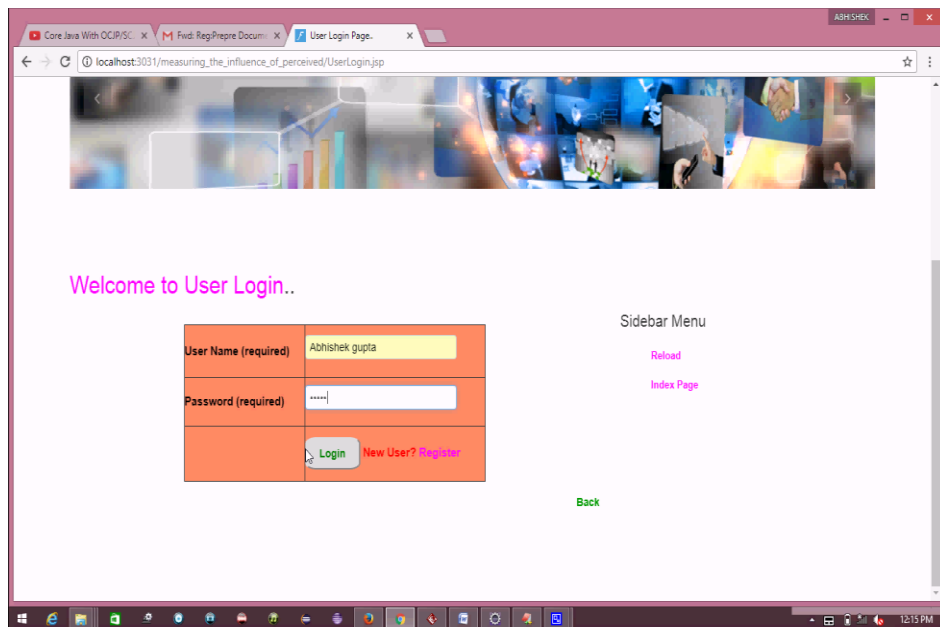 ABHISHEK
Core Java With OCJP/SC
Fwd: Reg:Prepre Docum
User Login Page..
localhost:3031/measuring_the_influence_of_perceived/UserLogin.jsp
Welcome to User Login..
Sidebar Menu
User Name (required) Abhishek gupta
Reload
Index Page
Password (required) •••••
Login New User? Register
Back
12:15 PM